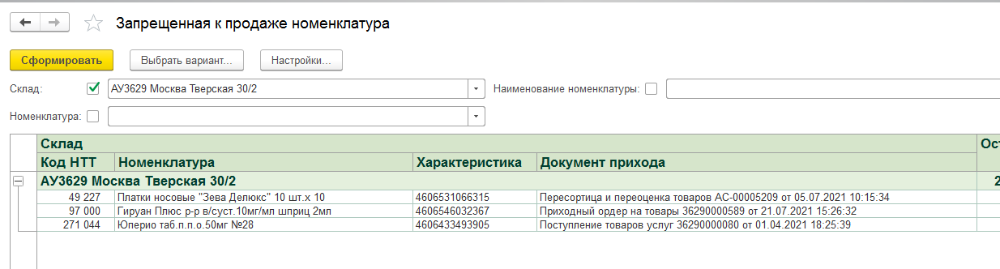 Запрещенная к продаже номенклатура
Сформировать Выбрать вариант... Настройки...
Склад: АУ3629 Москва Тверская 30/2 Наименование номенклатуры:
Номенклатура:
Склад Ост
Код НТТ Номенклатура Характеристика Документ прихода
АУ3629 Москва Тверская 30/2 2
49 227 Платки носовые "Зева Делюкс" 10 шт.х 10 4606531066315 Пересортица и переоценка товаров АС-00005209 от 05.07.2021 10:15:34
97 000 Гируан Плюс р-р в/суст.10мг/мл шприц 2мл 4606546032367 Приходный ордер на товары 36290000589 от 21.07.2021 15:26:32
271 044 Юперио таб.п.п.о.50мг №28 4606433493905 Поступление товаров услуг 36290000080 от 01.04.2021 18:25:39